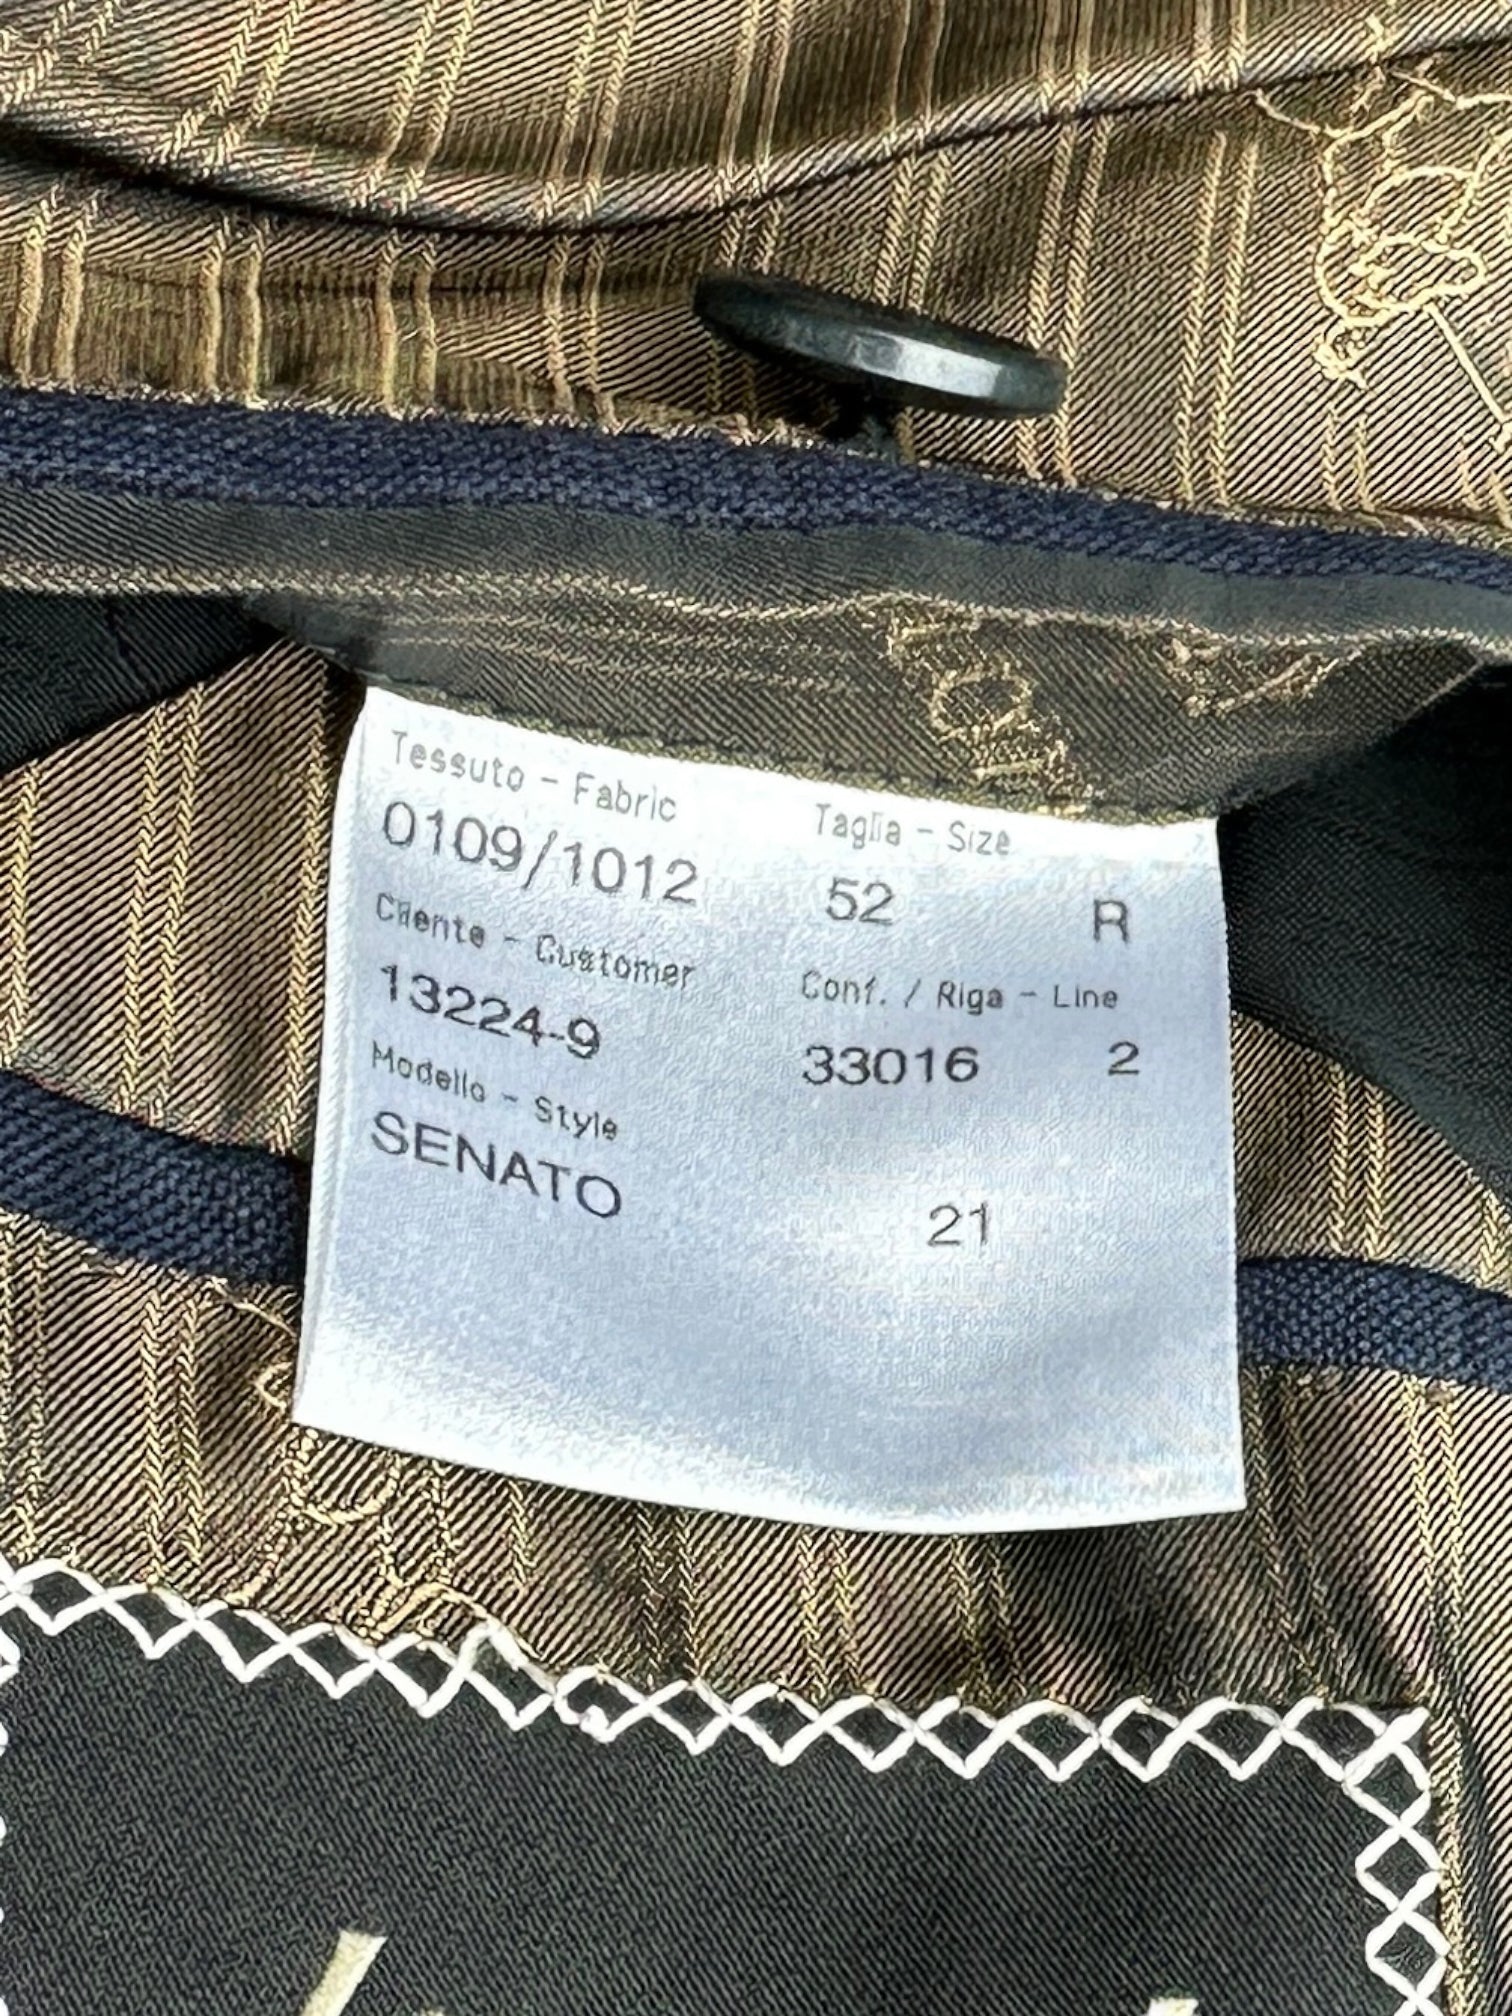 Tessuto - Fabric
0109/1012
Taglia - Size
52 R
Cliente - Customer
13224-9
Conf. / Riga - Line
33016 2
Modello - Style
SENATO
21